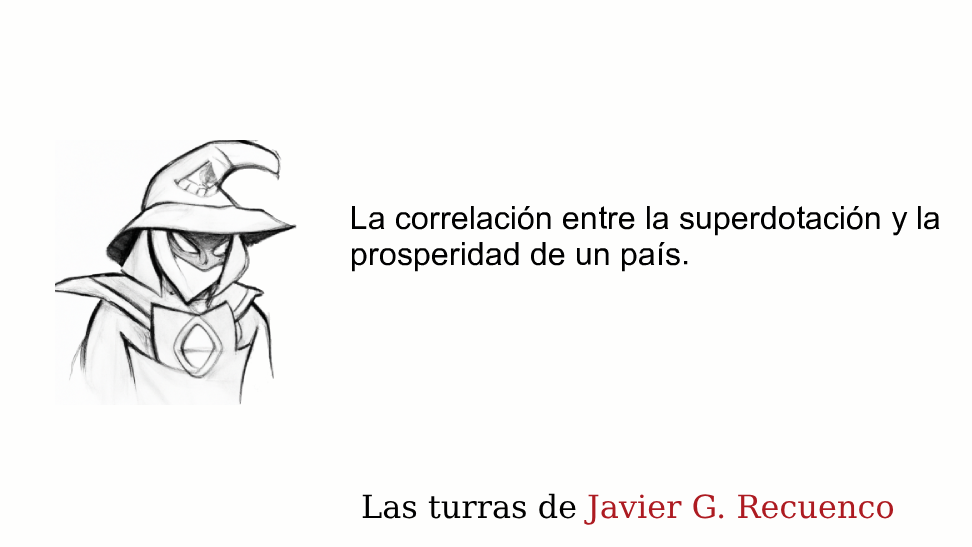 La correlación entre la superdotación y la
prosperidad de un país.
Las turras de Javier G. Recuenco